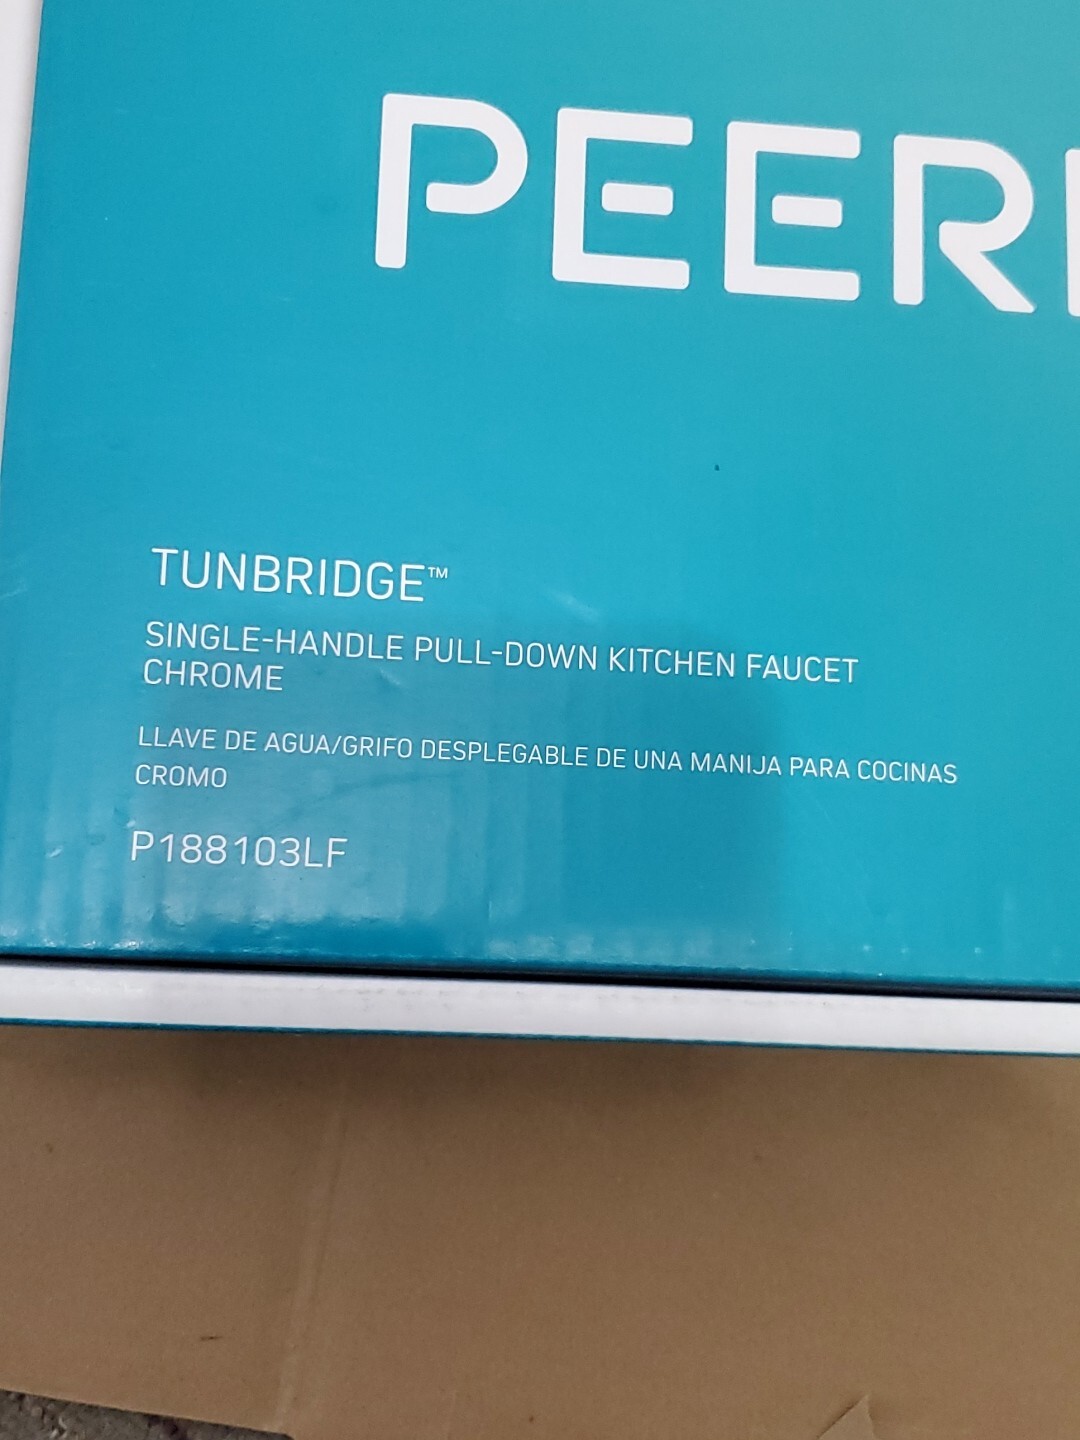 PEER
TUNBRIDGE™
SINGLE-HANDLE PULL-DOWN KITCHEN FAUCET
CHROME
LLAVE DE AGUA/GRIFO DESPLEGABLE DE UNA MANIJA PARA COCINAS
CROMO
P188103LF